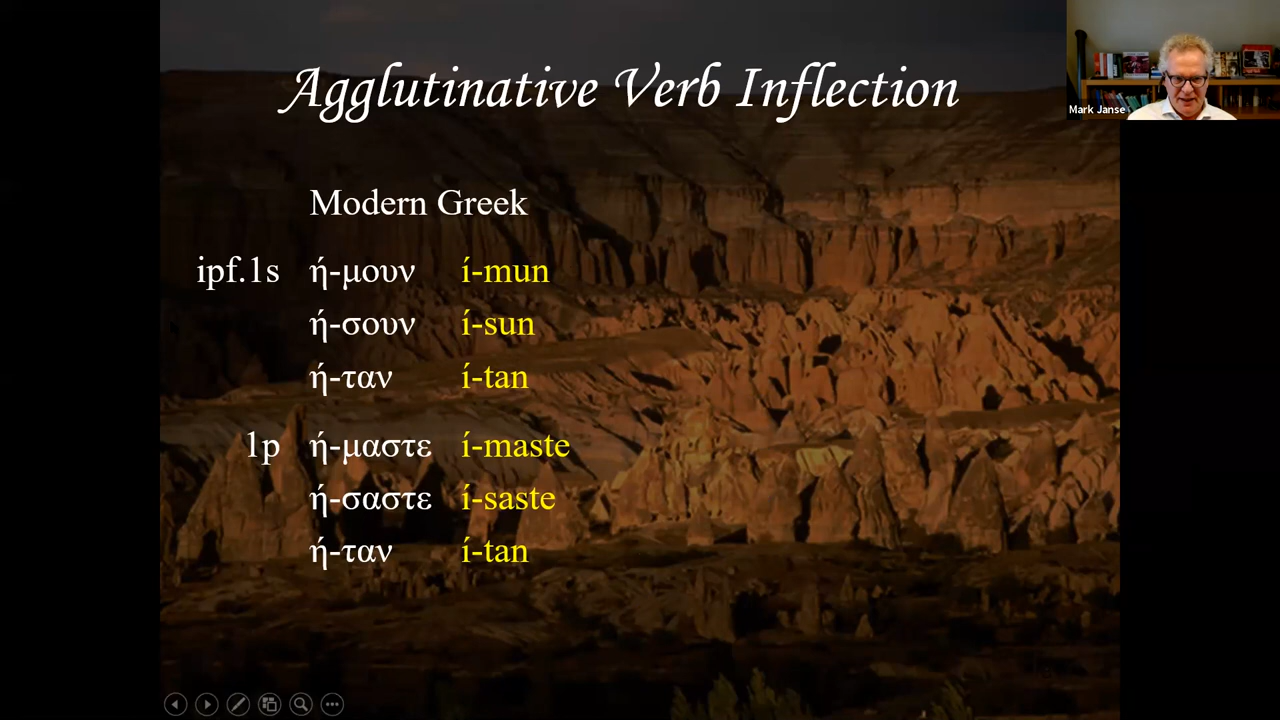 Agglutinative Verb Inflection
Mark Janse
Modern Greek
ipf.1s ή-μουν í-mun
ή-σουν í-sun
ή-ταν í-tan
1p ή-μαστε í-maste
ή-σαστε í-saste
ή-ταν í-tan